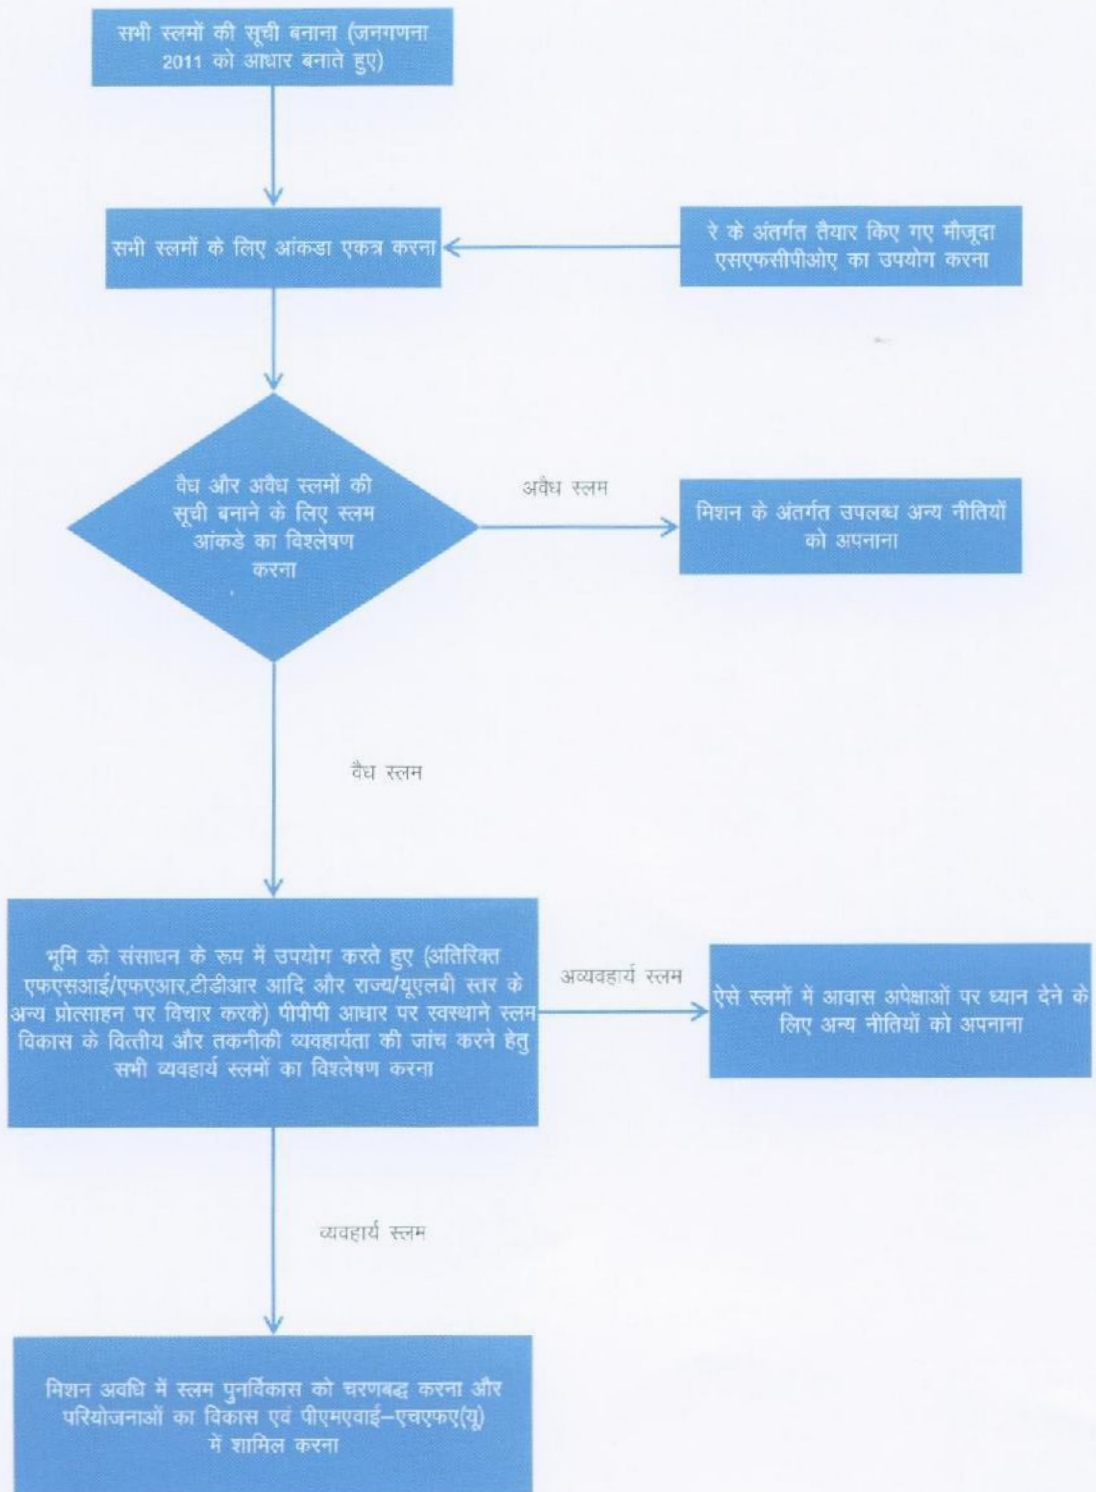 सभी स्लमों की सूची बनाना (जनगणना
2011 को आधार बनाते हुए)
सभी स्लमों के लिए आंकडा एकत्र करना
रे के अंतर्गत तैयार किए गए मौजूदा
एसएफसीपीओए का उपयोग करना
वैध और अवैध स्लमों की
सूची बनाने के लिए स्लम
आंकडे का विश्लेषण
करना
अवैध स्लम
मिशन के अंतर्गत उपलब्ध अन्य नीतियों
को अपनाना
वैध स्लम
भूमि को संसाधन के रूप में उपयोग करते हुए (अतिरिक्त
एफएसआई/एफएआर,टीडीआर आदि और राज्य/यूएलबी स्तर के
अन्य प्रोत्साहन पर विचार करके) पीपीपी आधार पर स्वस्थाने स्लम
विकास के वित्तीय और तकनीकी व्यवहार्यता की जांच करने हेतु
सभी व्यवहार्य स्लमों का विश्लेषण करना
अव्यवहार्य स्लम
ऐसे स्लमों में आवास अपेक्षाओं पर ध्यान देने के
लिए अन्य नीतियों को अपनाना
व्यवहार्य स्लम
मिशन अवधि में स्लम पुनर्विकास को चरणबद्ध करना और
परियोजनाओं का विकास एवं पीएमएवाई–एचएफए(यू)
में शामिल करना